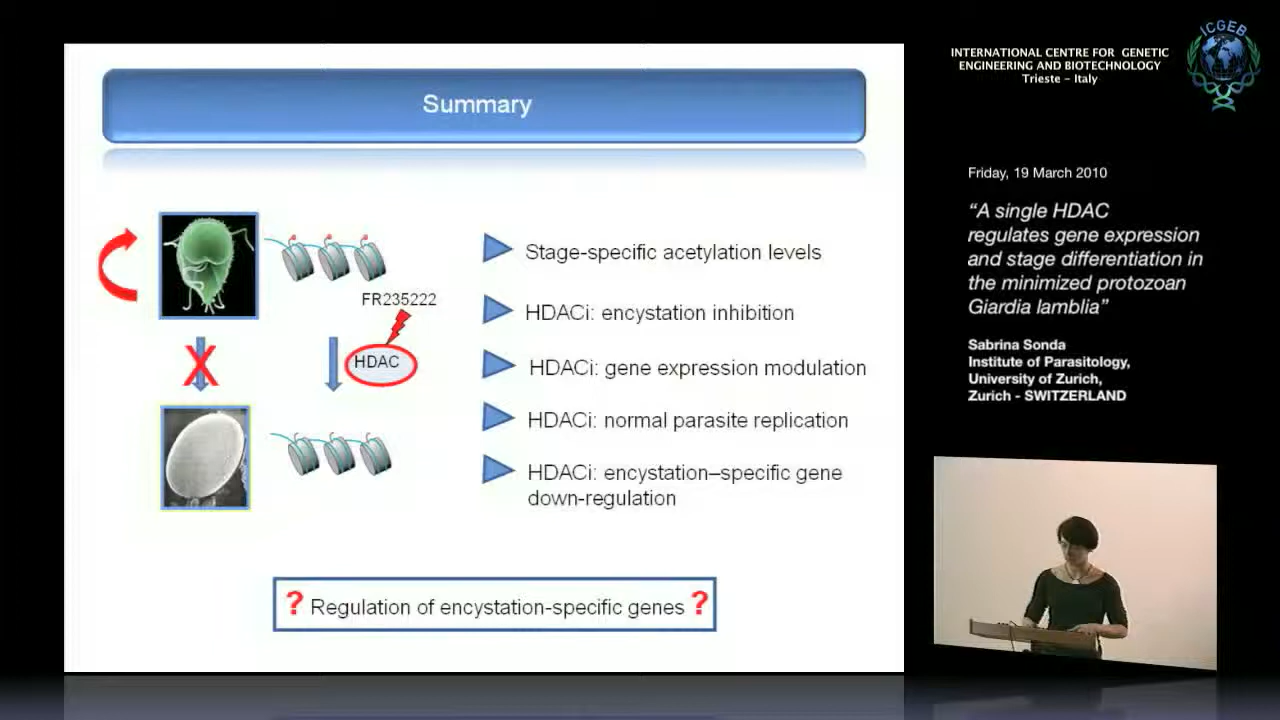 Summary
FR235222
HDAC
X
Stage-specific acetylation levels
HDACi: encystation inhibition
HDACi: gene expression modulation
HDACi: normal parasite replication
HDACi: encystation–specific gene
down-regulation
? Regulation of encystation-specific genes ?
INTERNATIONAL CENTRE FOR GENETIC
ENGINEERING AND BIOTECHNOLOGY
Trieste – Italy
ICGEB
Friday, 19 March 2010
“A single HDAC
regulates gene expression
and stage differentiation in
the minimized protozoan
Giardia lamblia”
Sabrina Sonda
Institute of Parasitology,
University of Zurich,
Zurich - SWITZERLAND